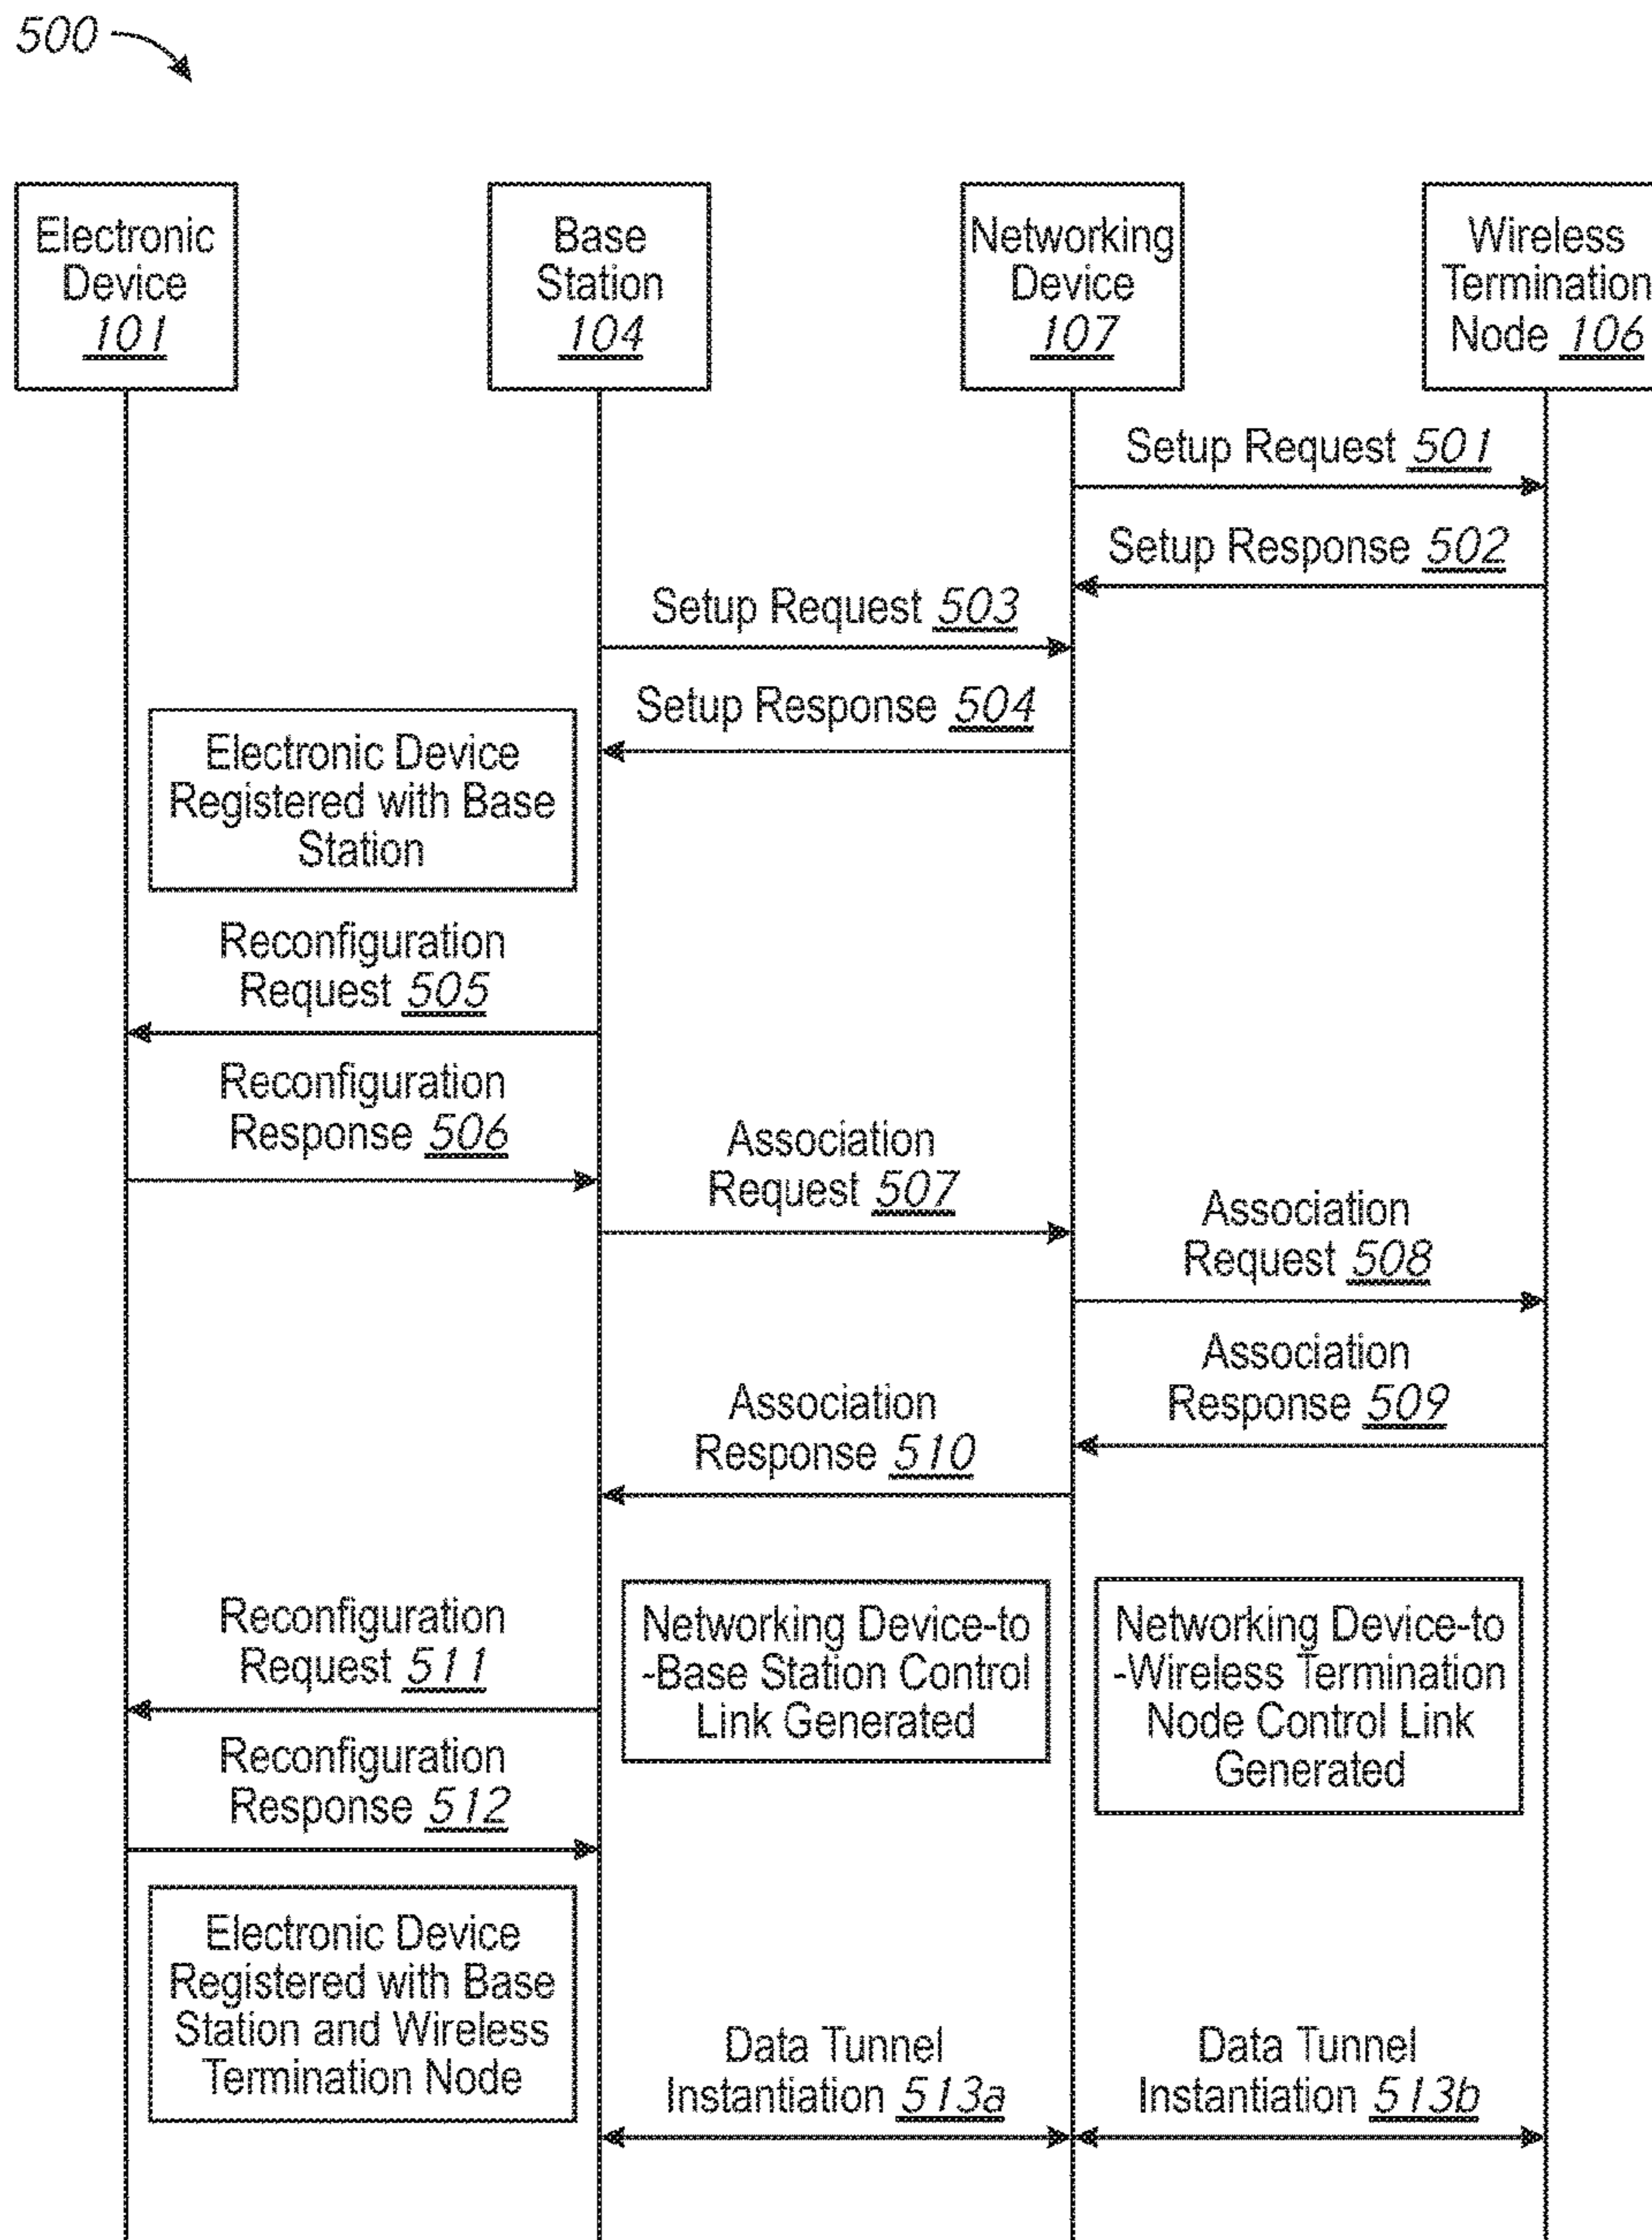 500
Electronic
Device
101
Base
Station
104
Networking
Device
107
Wireless
Termination
Node 106
Setup Request 501
Setup Response 502
Setup Request 503
Setup Response 504
Electronic Device
Registered with Base
Station
Reconfiguration
Request 505
Reconfiguration
Response 506
Association
Request 507
Association
Request 508
Association
Response 509
Association
Response 510
Networking Device-to
-Base Station Control
Link Generated
Networking Device-to
-Wireless Termination
Node Control Link
Generated
Reconfiguration
Request 511
Reconfiguration
Response 512
Electronic Device
Registered with Base
Station and Wireless
Termination Node
Data Tunnel
Instantiation 513a
Data Tunnel
Instantiation 513b